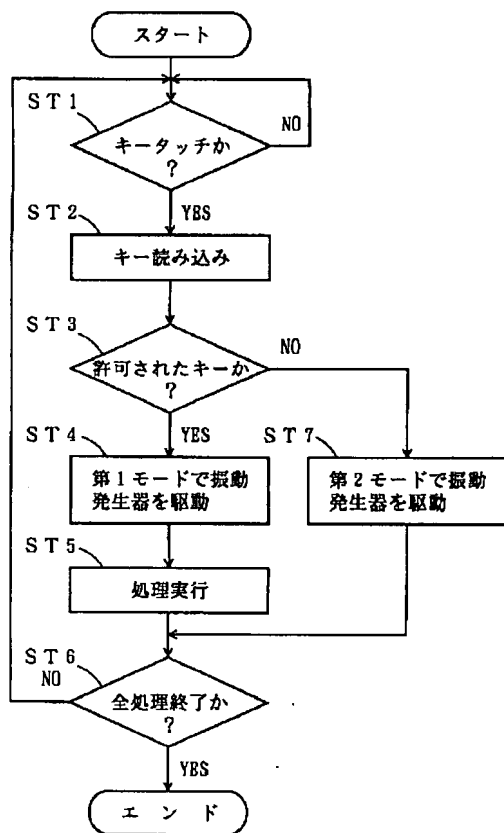 スタート
ST1
キータッチか
?
NO
YES
ST2
キー読み込み
ST3
許可されたキーか
?
NO
YES
ST4
第1モードで振動
発生器を駆動
ST7
第2モードで振動
発生器を駆動
ST5
処理実行
ST6
NO
全処理終了か
?
YES
エンド